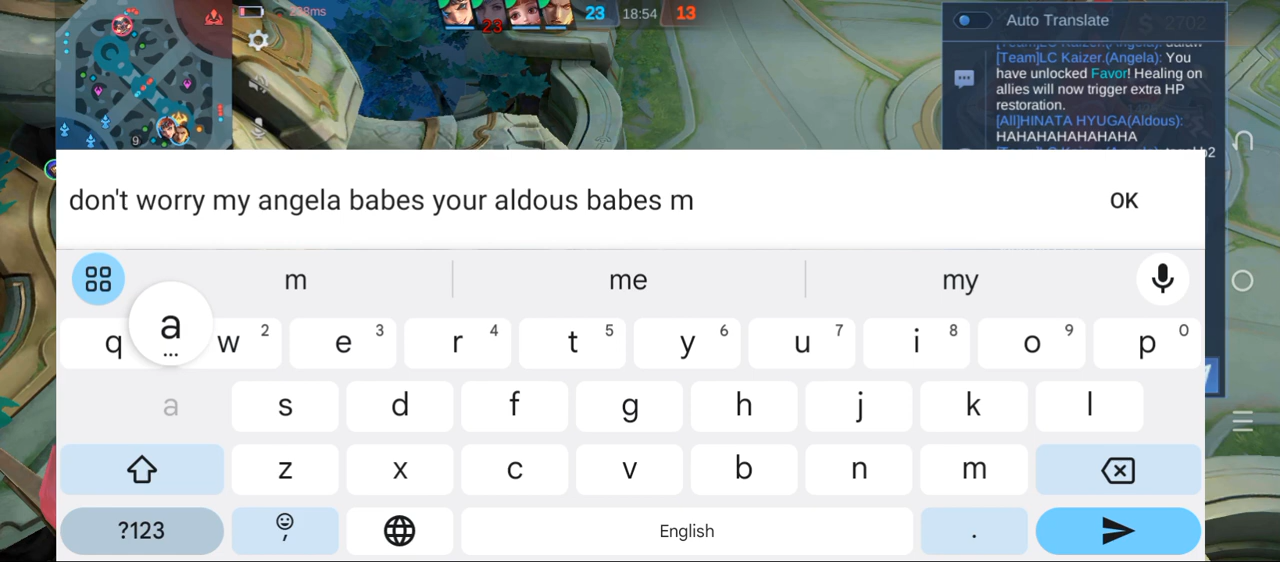 288ms
23
23 18:54 13
9
Auto Translate
[Team]LC Kaizer.(Angela): You
have unlocked Favor! Healing on
allies will now trigger extra HP
restoration.
[All]HINATA HYUGA(Aldous):
HAHAHAHAHAHAHA
don't worry my angela babes your aldous babes m
OK
m me my
a
q w 2 e 3 r 4 t 5 y 6 u 7 i 8 o 9 p 0
a s d f g h j k l
z x c v b n m
?123 , English .